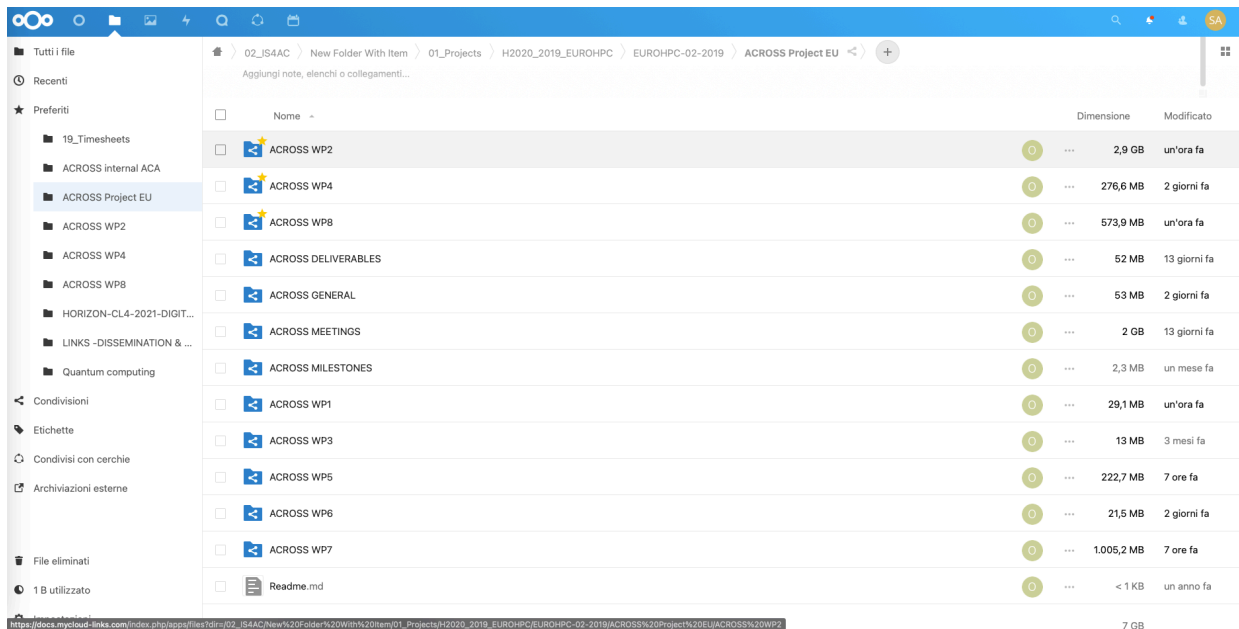 SA
Tutti i file
02_IS4AC
New Folder With Item
01_Projects
H2020_2019_EUROHPC
EUROHPC-02-2019
ACROSS Project EU
+
Aggiungi note, elenchi o collegamenti...
Recenti
Preferiti
19_Timesheets
ACROSS internal ACA
ACROSS Project EU
ACROSS WP2
ACROSS WP4
ACROSS WP8
HORIZON-CL4-2021-DIGIT...
LINKS -DISSEMINATION & ...
Quantum computing
Condivisioni
Etichette
Condivisi con cerchie
Archiviazioni esterne
File eliminati
1 B utilizzato
Impostazioni
Nome Dimensione Modificato
ACROSS WP2 O ... 2,9 GB un'ora fa
ACROSS WP4 O ... 276,6 MB 2 giorni fa
ACROSS WP8 O ... 573,9 MB un'ora fa
ACROSS DELIVERABLES O ... 52 MB 13 giorni fa
ACROSS GENERAL O ... 53 MB 2 giorni fa
ACROSS MEETINGS O ... 2 GB 13 giorni fa
ACROSS MILESTONES O ... 2,3 MB un mese fa
ACROSS WP1 O ... 29,1 MB un'ora fa
ACROSS WP3 O ... 13 MB 3 mesi fa
ACROSS WP5 O ... 222,7 MB 7 ore fa
ACROSS WP6 O ... 21,5 MB 2 giorni fa
ACROSS WP7 O ... 1.005,2 MB 7 ore fa
Readme.md O ... < 1 KB un anno fa
7 GB
https://docs.mycloud-links.com/index.php/apps/files?dir=/02_IS4AC/New%20Folder%20With%20Item/01_Projects/H2020_2019_EUROHPC/EUROHPC-02-2019/ACROSS%20Project%20EU/ACROSS%20WP2